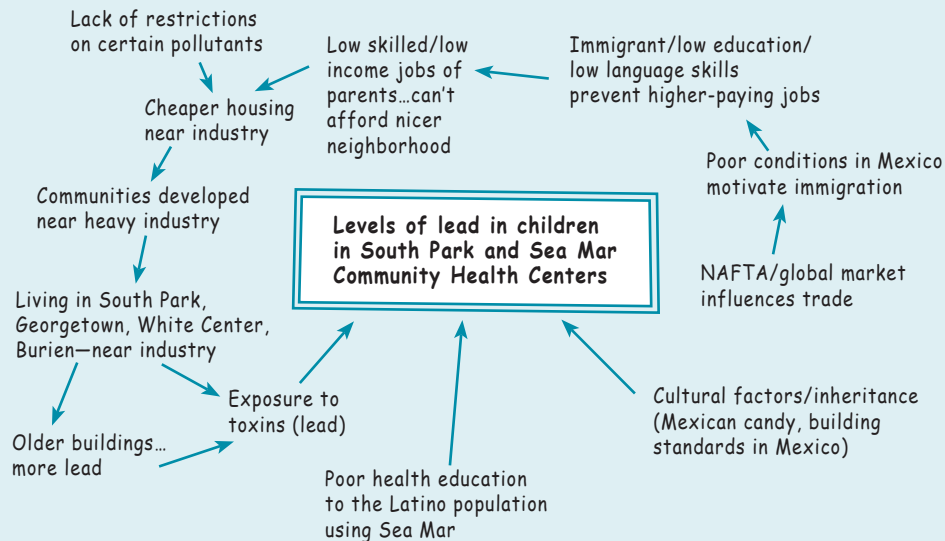 Lack of restrictions
on certain pollutants
Low skilled/low
income jobs of
parents…can't
afford nicer
neighborhood
Immigrant/low education/
low language skills
prevent higher-paying jobs
Cheaper housing
near industry
Poor conditions in Mexico
motivate immigration
Communities developed
near heavy industry
Levels of lead in children
in South Park and Sea Mar
Community Health Centers
NAFTA/global market
influences trade
Living in South Park,
Georgetown, White Center,
Burien—near industry
Exposure to
toxins (lead)
Cultural factors/inheritance
(Mexican candy, building
standards in Mexico)
Older buildings…
more lead
Poor health education
to the Latino population
using Sea Mar